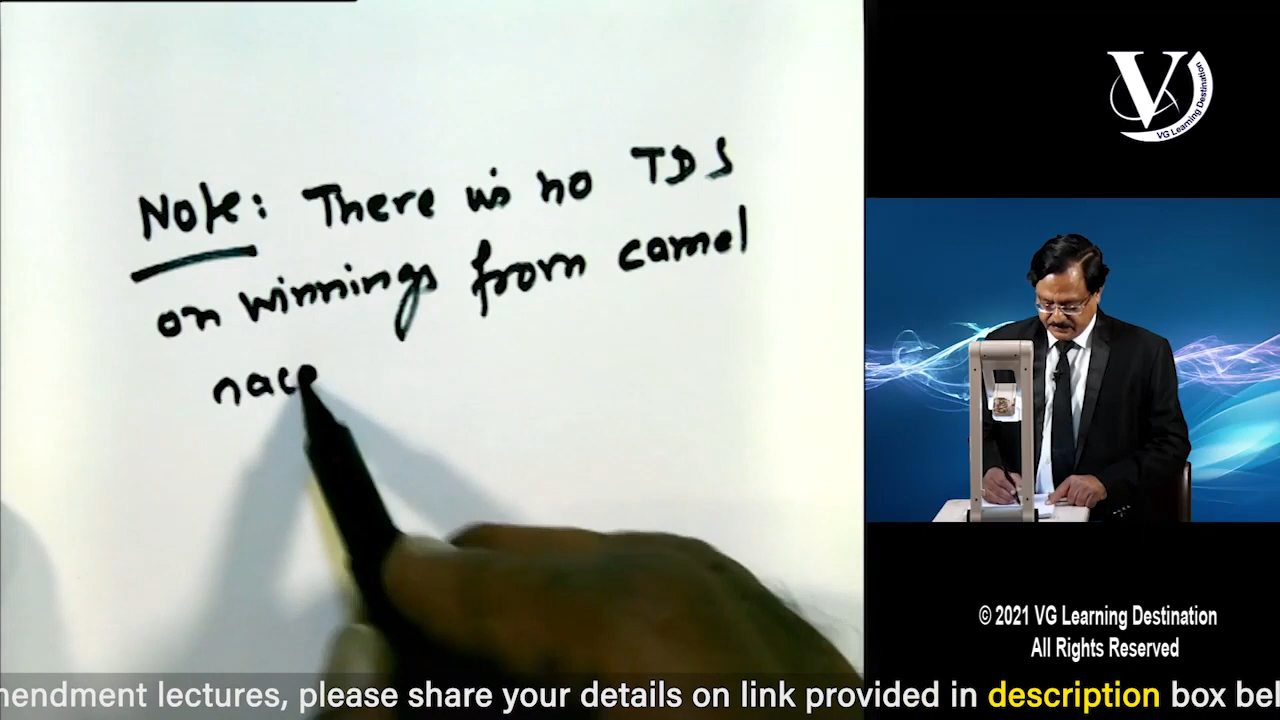 Note: There is no TDS
on winnings from camel
race
V
VG Learning Destination
© 2021 VG Learning Destination
All Rights Reserved
mendment lectures, please share your details on link provided in description box bel